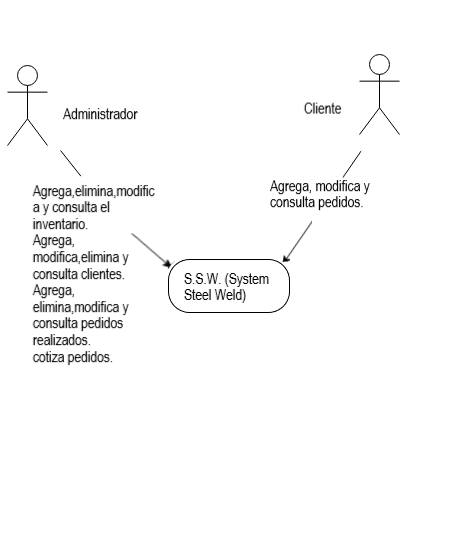 Administrador
Cliente
Agrega,elimina,modific
a y consulta el
inventario.
Agrega,
modifica,elimina y
consulta clientes.
Agrega,
elimina,modifica y
consulta pedidos
realizados.
cotiza pedidos.
Agrega, modifica y
consulta pedidos.
S.S.W. (System
Steel Weld)